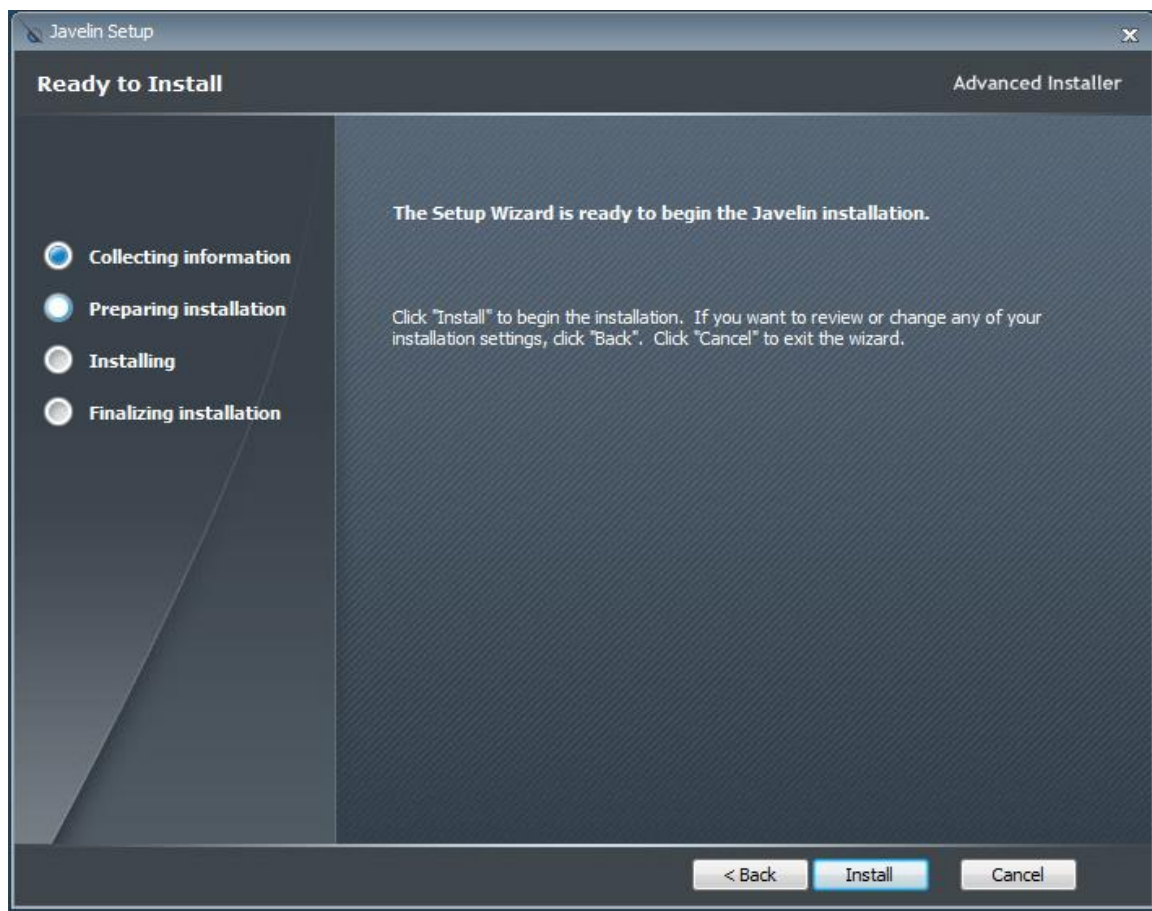 Javelin Setup
Ready to Install
Advanced Installer
The Setup Wizard is ready to begin the Javelin installation.
Collecting information
Preparing installation
Installing
Finalizing installation
Click "Install" to begin the installation.  If you want to review or change any of your
installation settings, click "Back".  Click "Cancel" to exit the wizard.
< Back
Install
Cancel